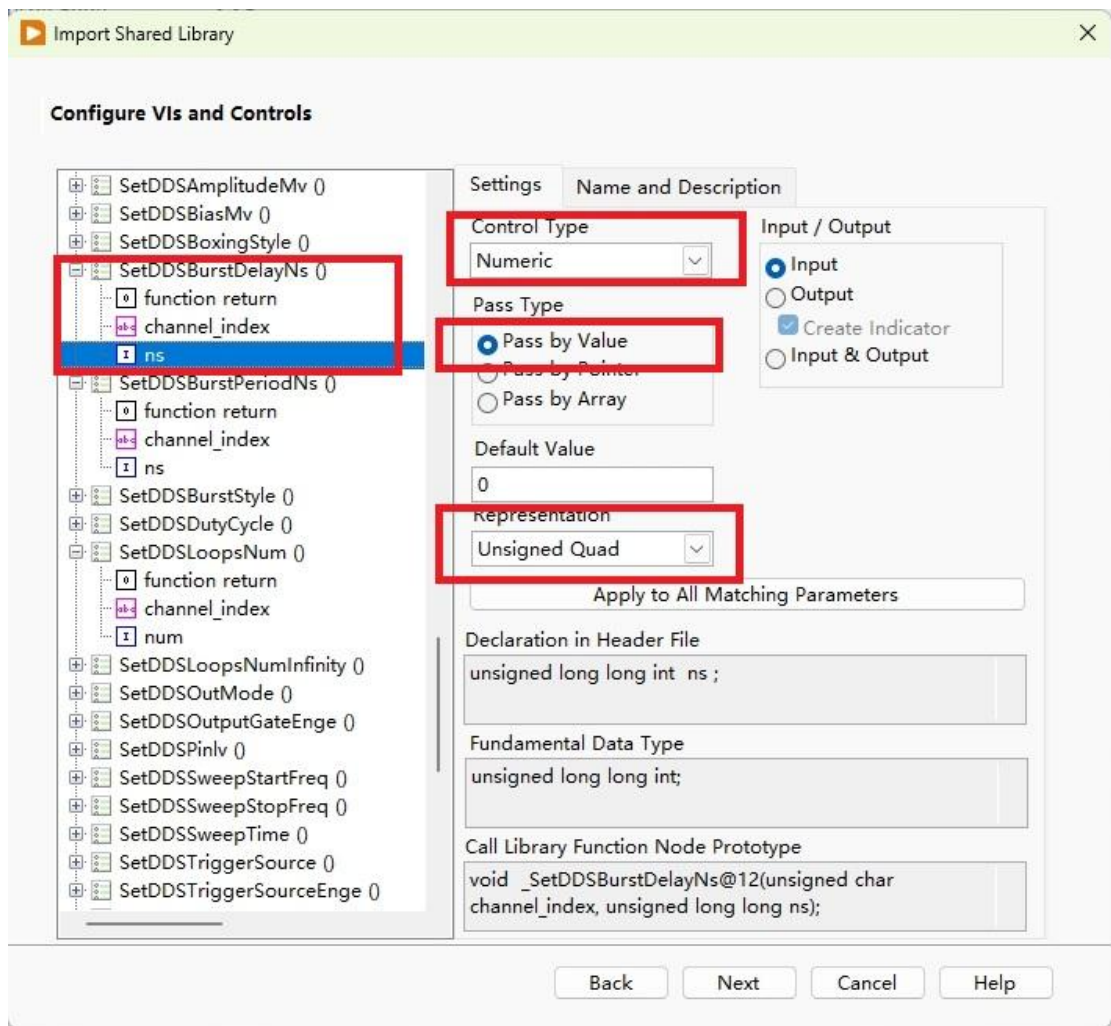 Import Shared Library
Configure VIs and Controls
SetDDSAmplitudeMv ()
SetDDSBiasMv ()
SetDDSBoxingStyle ()
SetDDSBurstDelayNs ()
function return
channel_index
ns
SetDDSBurstPeriodNs ()
function return
channel_index
ns
SetDDSBurstStyle ()
SetDDSDutyCycle ()
SetDDSLoopsNum ()
function return
channel_index
num
SetDDSLoopsNumInfinity ()
SetDDSOutMode ()
SetDDSOutputGateEnge ()
SetDDSPinlv ()
SetDDSSweepStartFreq ()
SetDDSSweepStopFreq ()
SetDDSSweepTime ()
SetDDSTriggerSource ()
SetDDSTriggerSourceEnge ()
Settings
Name and Description
Control Type
Numeric
Pass Type
Pass by Value
Pass by Pointer
Pass by Array
Input / Output
Input
Output
Create Indicator
Input & Output
Default Value
0
Representation
Unsigned Quad
Apply to All Matching Parameters
Declaration in Header File
unsigned long long int  ns ;
Fundamental Data Type
unsigned long long int;
Call Library Function Node Prototype
void  _SetDDSBurstDelayNs@12(unsigned char
channel_index, unsigned long long ns);
Back
Next
Cancel
Help